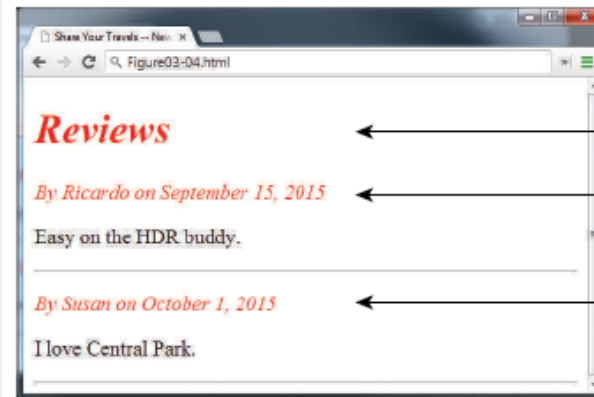 Share Your Travels -- New
Figure03-04.html
Reviews
By Ricardo on September 15, 2015
Easy on the HDR buddy.
By Susan on October 1, 2015
I love Central Park.